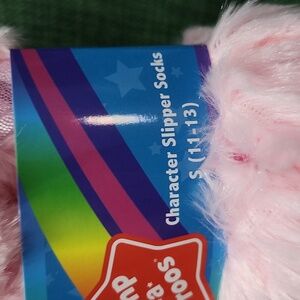 Character Slipper Socks
S (11-13)